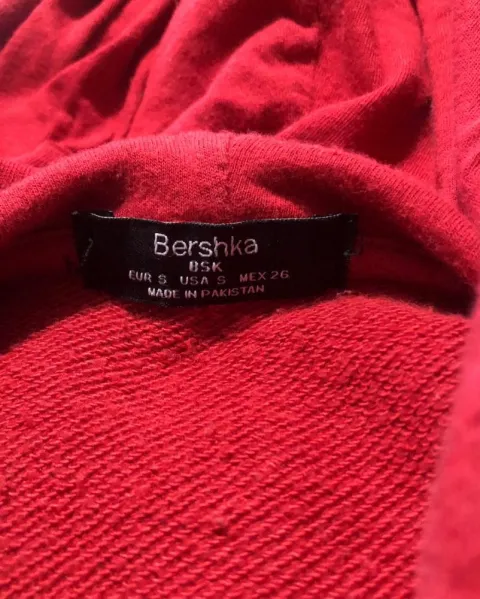 Bershka
BSK
EUR S USA S MEX 26
MADE IN PAKISTAN